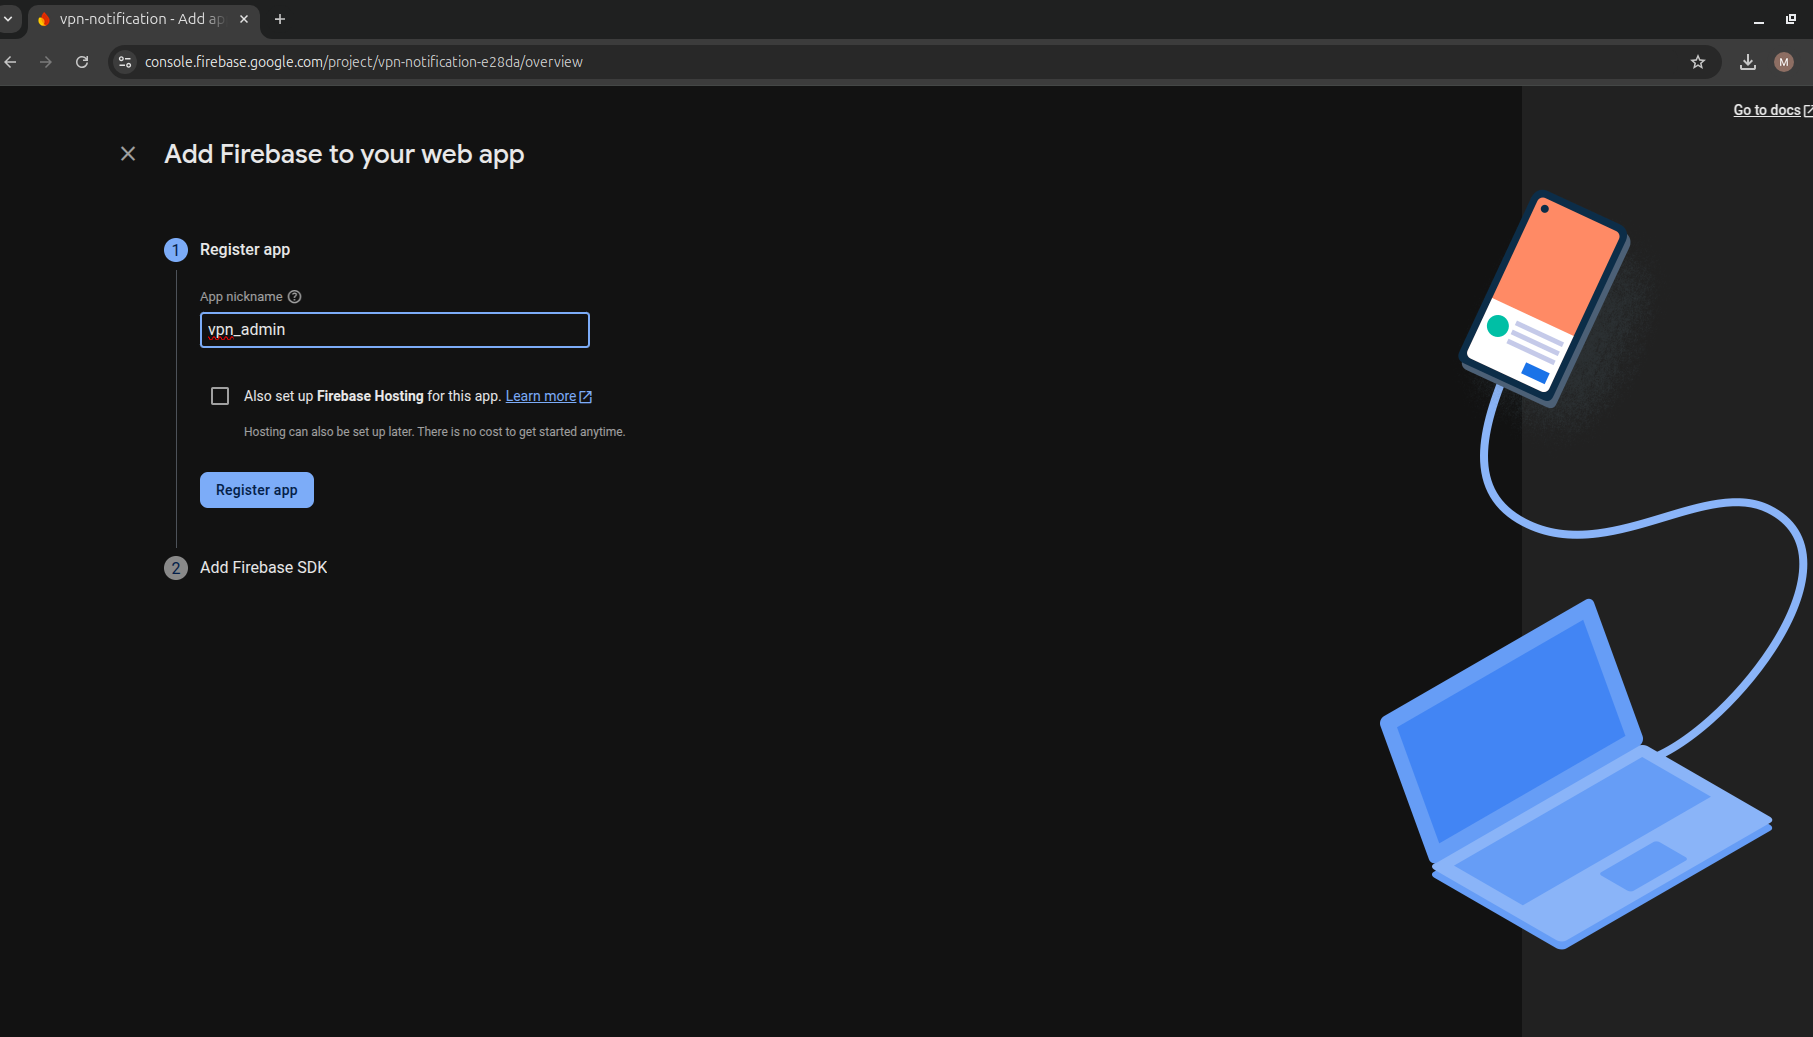 vpn-notification - Add ap
console.firebase.google.com/project/vpn-notification-e28da/overview
M
Go to docs
Add Firebase to your web app
1 Register app
App nickname ?
vpn_admin
Also set up Firebase Hosting for this app. Learn more
Hosting can also be set up later. There is no cost to get started anytime.
Register app
2 Add Firebase SDK